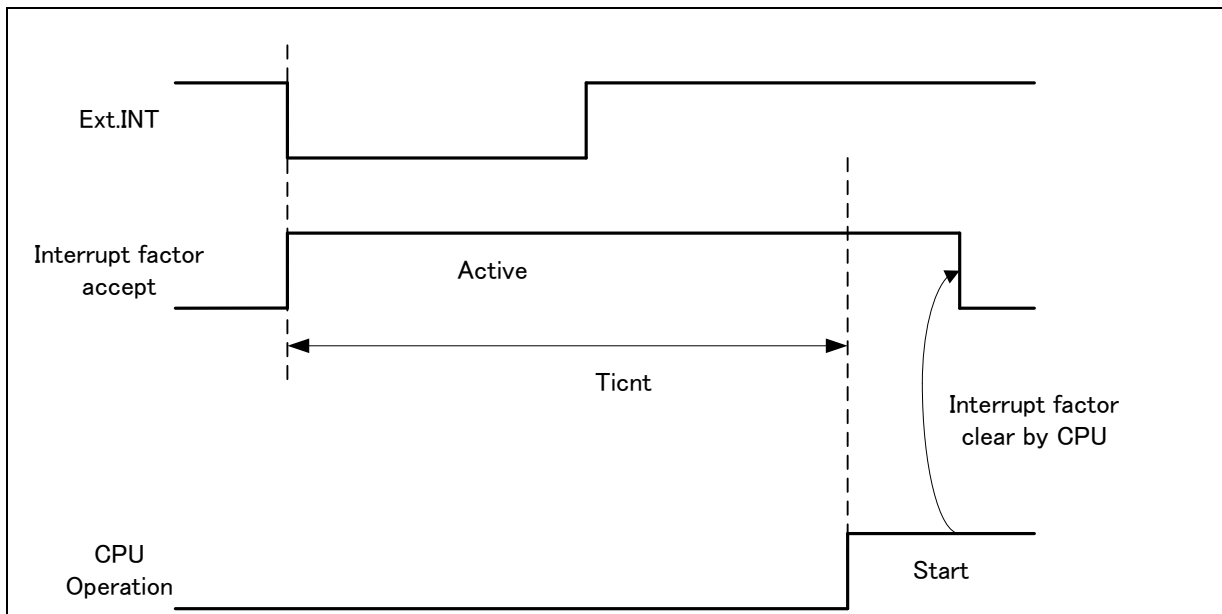 Ext.INT
Interrupt factor
accept
Active
Ticnt
Interrupt factor
clear by CPU
CPU
Operation
Start